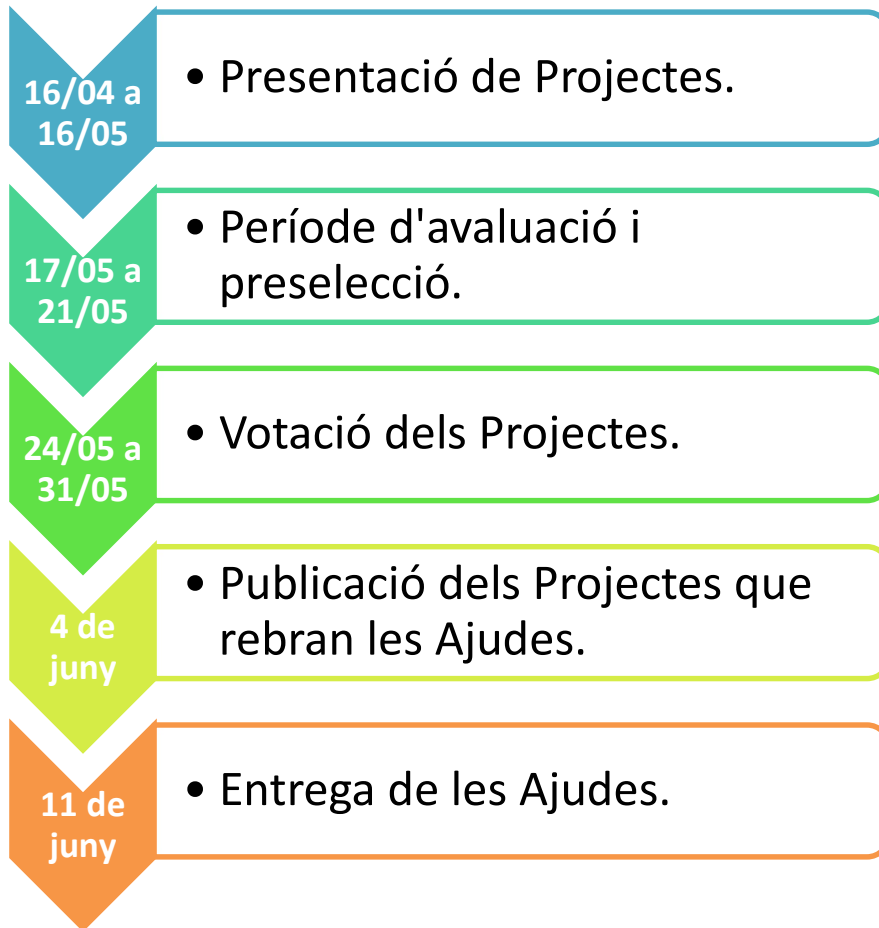 16/04 a
16/05
• Presentació de Projectes.
17/05 a
21/05
• Període d'avaluació i
preselecció.
24/05 a
31/05
• Votació dels Projectes.
4 de
juny
• Publicació dels Projectes que
rebran les Ajudes.
11 de
juny
• Entrega de les Ajudes.